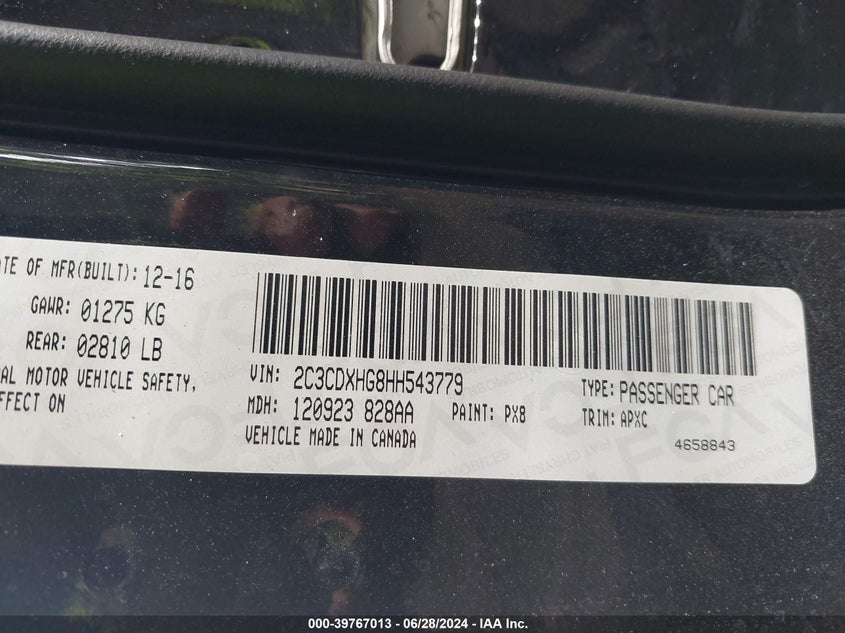 ATE OF MFR(BUILT): 12-16
GAWR: 01275 KG
REAR: 02810 LB
AL MOTOR VEHICLE SAFETY,
FFECT ON
VIN: 2C3CDXHG8HH543779
TYPE: PASSENGER CAR
MDH: 120923 828AA
PAINT: PX8
TRIM: APXC
VEHICLE MADE IN CANADA
4658843
000-39767013 - 06/28/2024 - IAA Inc.